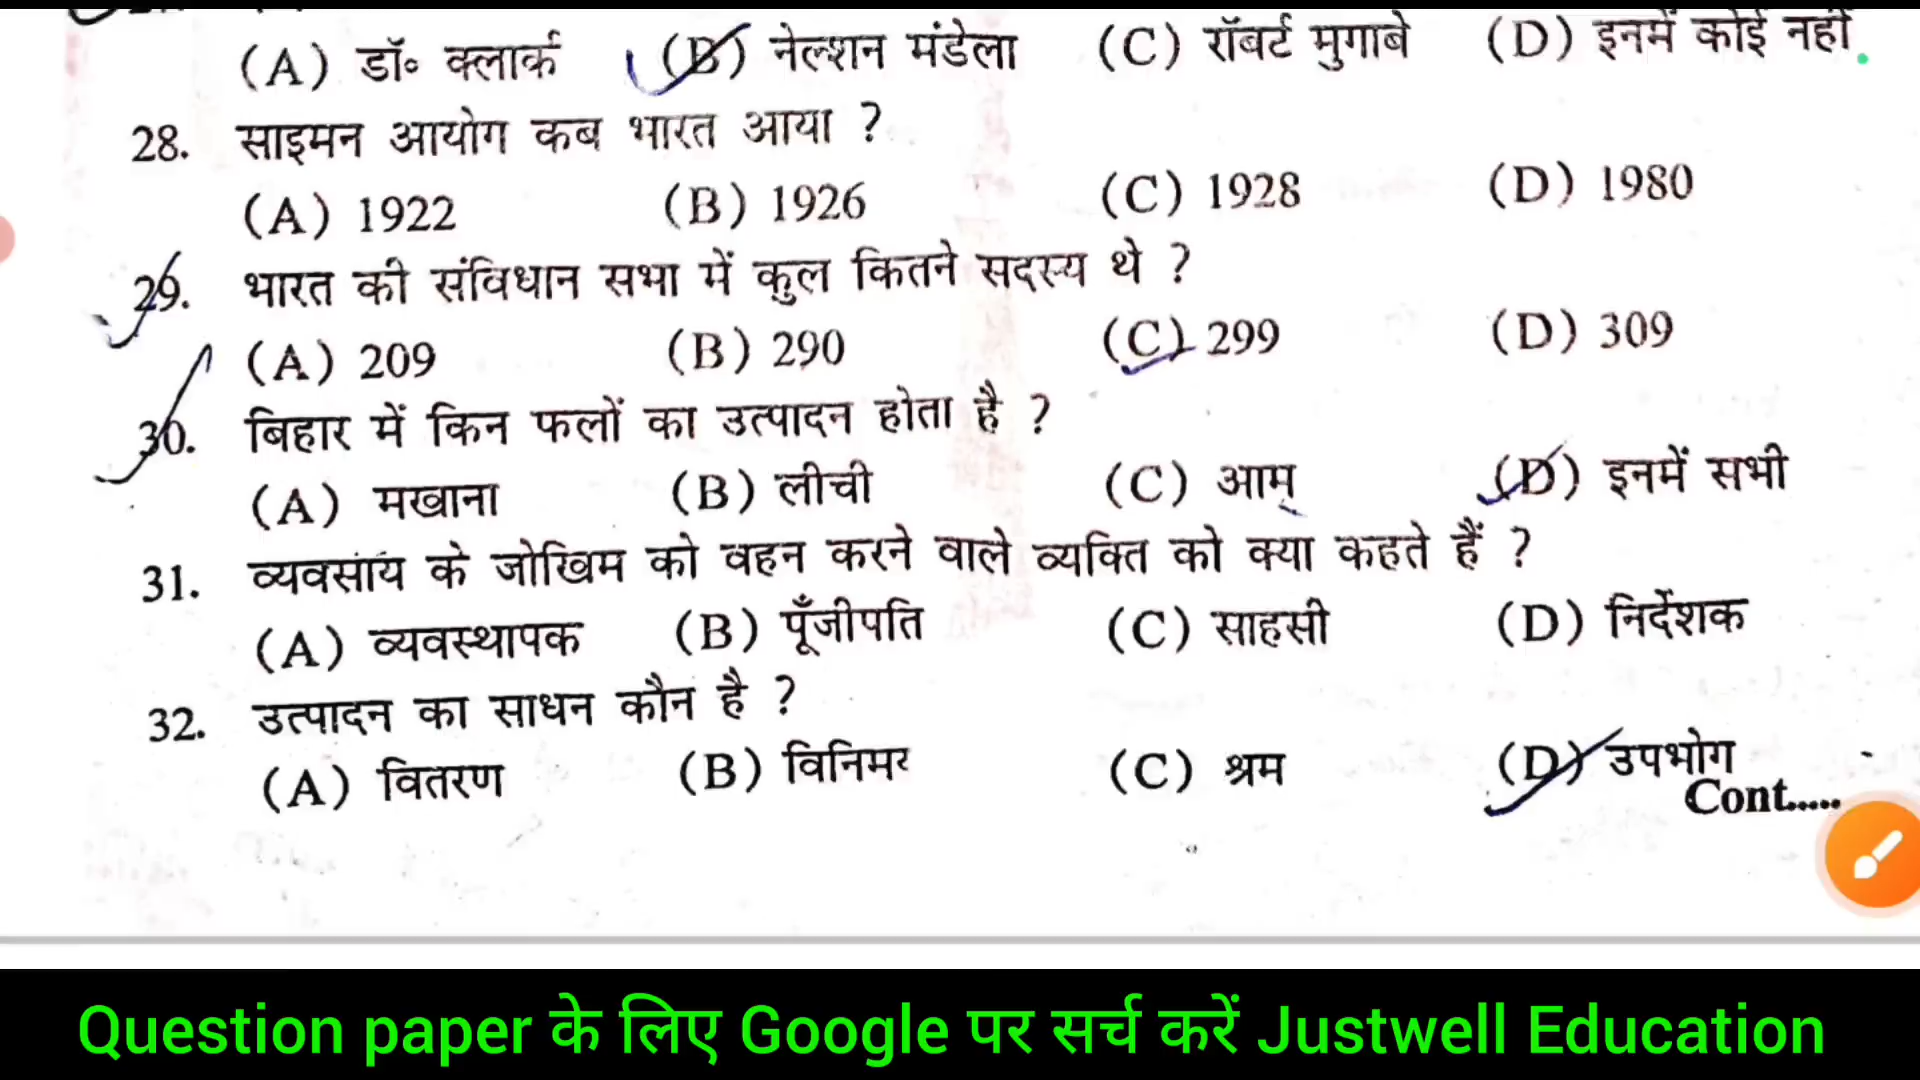 (A) डॉ॰ क्लार्क (B) नेल्शन मंडेला (C) रॉबर्ट मुगाबे (D) इनमें कोई नहीं
28. साइमन आयोग कब भारत आया ?
(A) 1922 (B) 1926 (C) 1928 (D) 1980
29. भारत की संविधान सभा में कुल कितने सदस्य थे ?
(A) 209 (B) 290 (C) 299 (D) 309
30. बिहार में किन फलों का उत्पादन होता है ?
(A) मखाना (B) लीची (C) आम (D) इनमें सभी
31. व्यवसाय के जोखिम को वहन करने वाले व्यक्ति को क्या कहते हैं ?
(A) व्यवस्थापक (B) पूँजीपति (C) साहसी (D) निर्देशक
32. उत्पादन का साधन कौन है ?
(A) वितरण (B) विनिमय (C) श्रम (D) उपभोग
Cont.....
Question paper के लिए Google पर सर्च करें Justwell Education